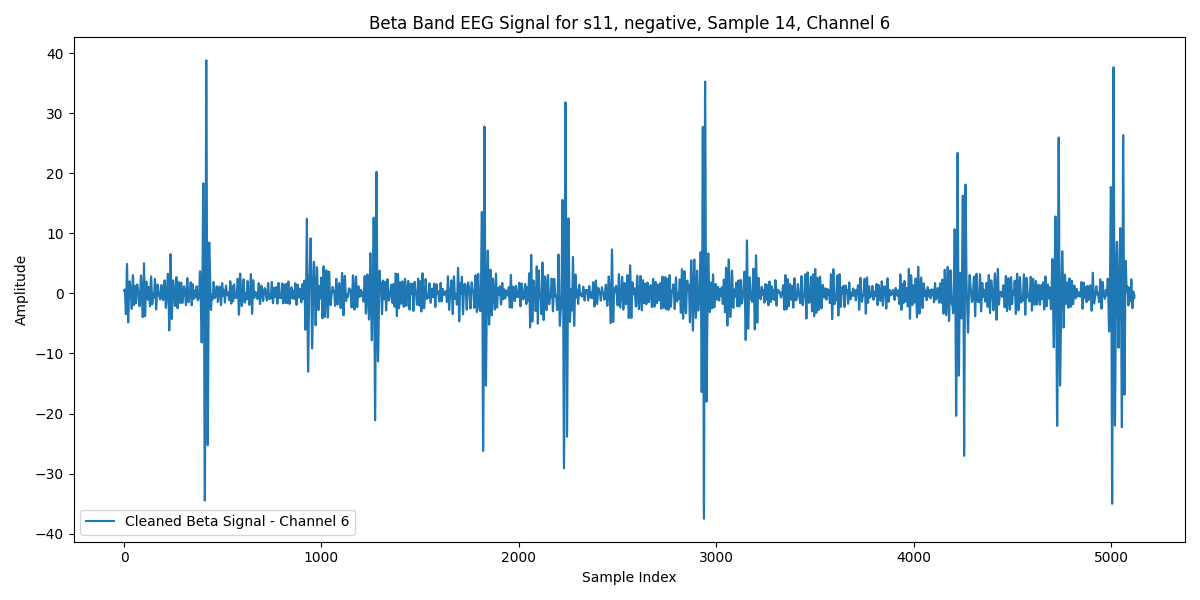 Beta Band EEG Signal for s11, negative, Sample 14, Channel 6
40
30
20
10
0
−10
−20
−30
−40
Amplitude
Cleaned Beta Signal - Channel 6
0 1000 2000 3000 4000 5000
Sample Index